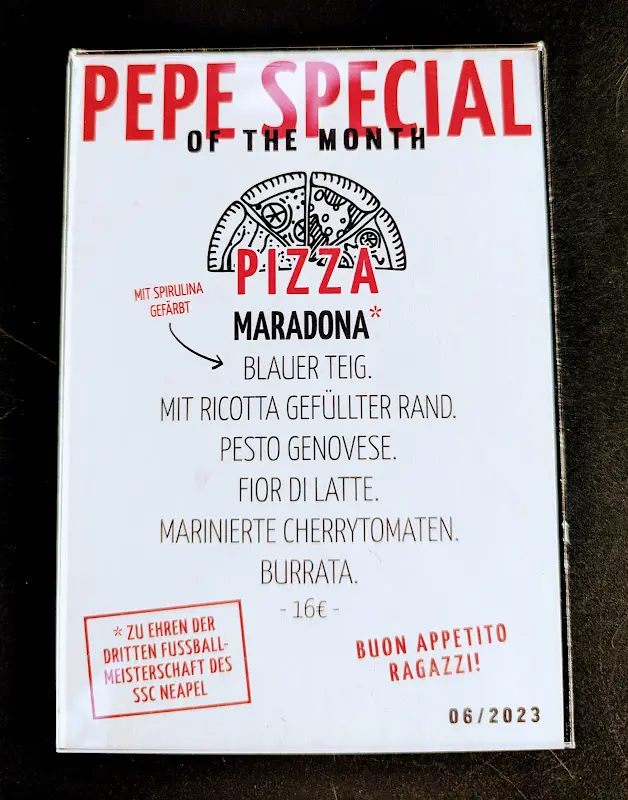 PEPE SPECIAL
OF THE MONTH
PIZZA
MIT SPIRULINA
GEFÄRBT
MARADONA*
BLAUER TEIG.
MIT RICOTTA GEFÜLLTER RAND.
PESTO GENOVESE.
FIOR DI LATTE.
MARINIERTE CHERRYTOMATEN.
BURRATA.
- 16€ -
* ZU EHREN DER
DRITTEN FUSSBALL-
MEISTERSCHAFT DES
SSC NEAPEL
BUON APPETITO
RAGAZZI!
06/2023